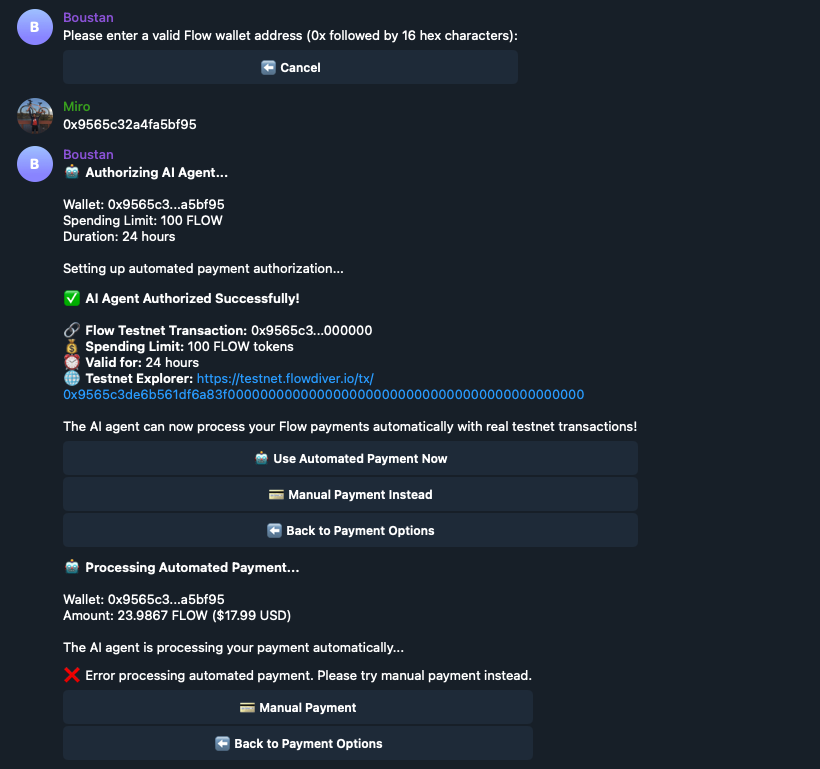 B
Boustan
Please enter a valid Flow wallet address (0x followed by 16 hex characters):
⬅️ Cancel
Miro
0x9565c32a4fa5bf95
B
Boustan
🤖 Authorizing AI Agent...
Wallet: 0x9565c3...a5bf95
Spending Limit: 100 FLOW
Duration: 24 hours
Setting up automated payment authorization...
✅ AI Agent Authorized Successfully!
🔗 Flow Testnet Transaction: 0x9565c3...000000
💰 Spending Limit: 100 FLOW tokens
⏰ Valid for: 24 hours
🌐 Testnet Explorer: https://testnet.flowdiver.io/tx/
0x9565c3de6b561df6a83f00000000000000000000000000000000000000000000
The AI agent can now process your Flow payments automatically with real testnet transactions!
🤖 Use Automated Payment Now
💳 Manual Payment Instead
⬅️ Back to Payment Options
🤖 Processing Automated Payment...
Wallet: 0x9565c3...a5bf95
Amount: 23.9867 FLOW ($17.99 USD)
The AI agent is processing your payment automatically...
❌ Error processing automated payment. Please try manual payment instead.
💳 Manual Payment
⬅️ Back to Payment Options